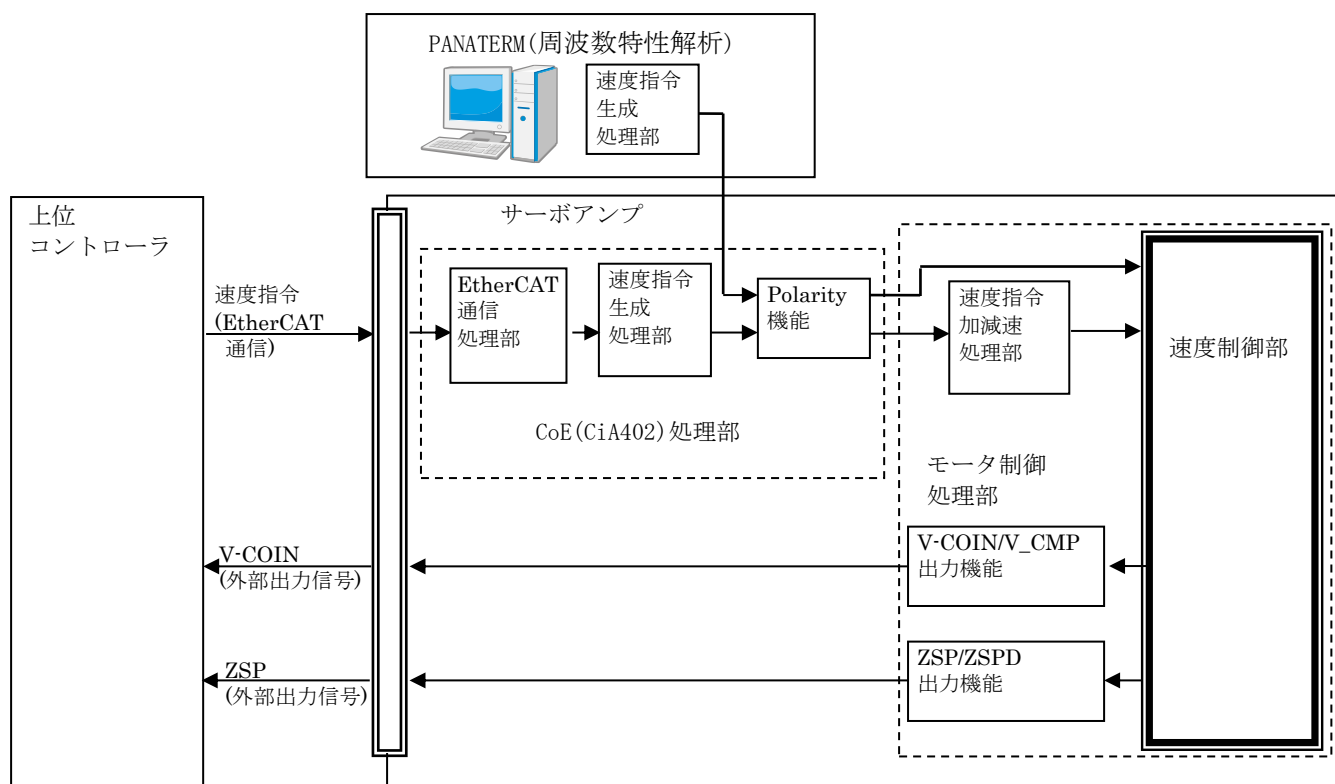 PANATERM(周波数特性解析)
速度指令
生成
処理部
上位
コントローラ
サーボアンプ
速度指令
(EtherCAT
通信)
EtherCAT
通信
処理部
速度指令
生成
処理部
Polarity
機能
速度指令
加減速
処理部
速度制御部
CoE(CiA402)処理部
モータ制御
処理部
V-COIN
(外部出力信号)
V-COIN/V_CMP
出力機能
ZSP
(外部出力信号)
ZSP/ZSPD
出力機能